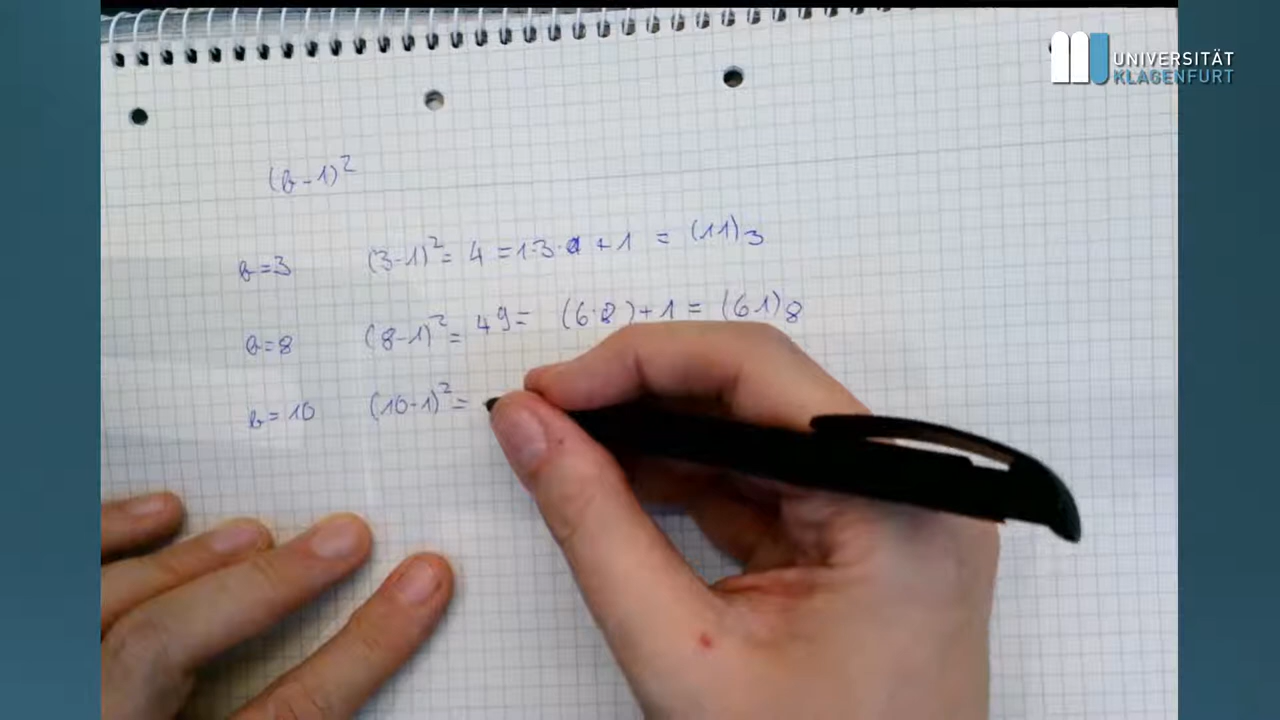 UNIVERSITÄT
KLAGENFURT
(b-1)²
b=3 (3-1)² = 4 = 1·3· + 1 = (11)₃
b=8 (8-1)² = 49 = (6·8)+1 = (61)₈
b=10 (10-1)² =